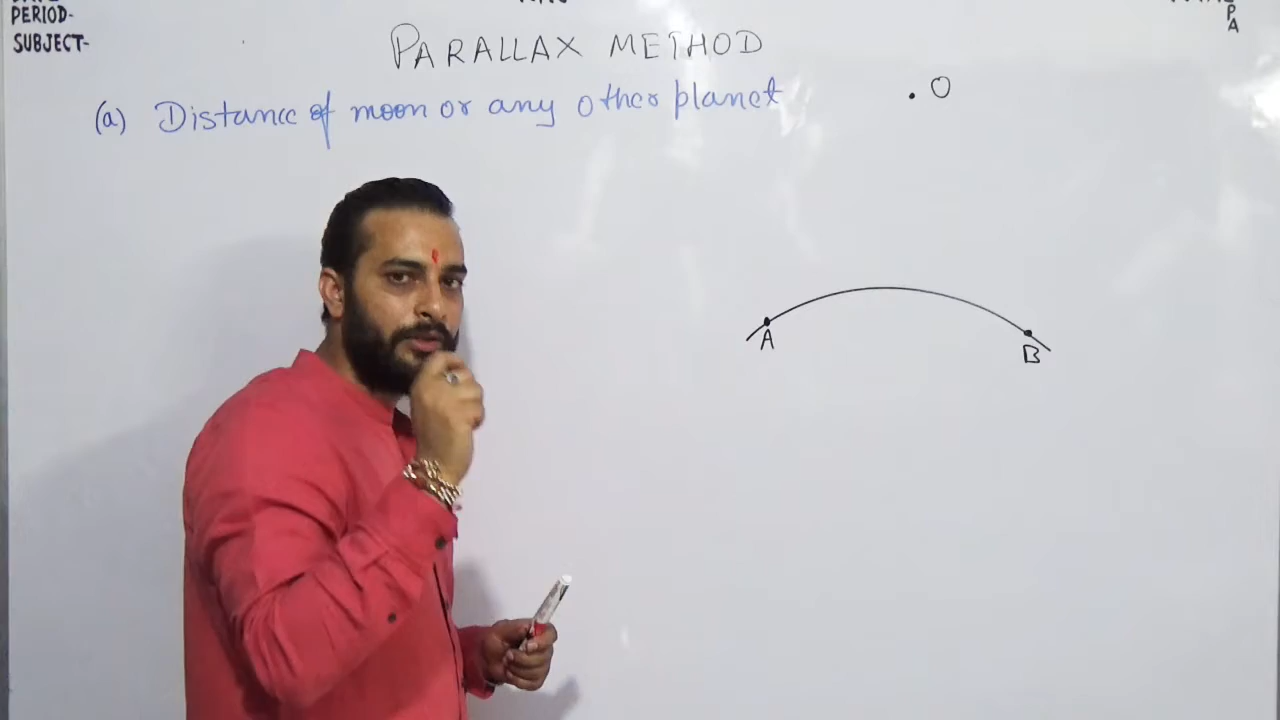 PERIOD-
SUBJECT-
P
A
PARALLAX METHOD
(a) Distance of moon or any other planet
. O
A
B